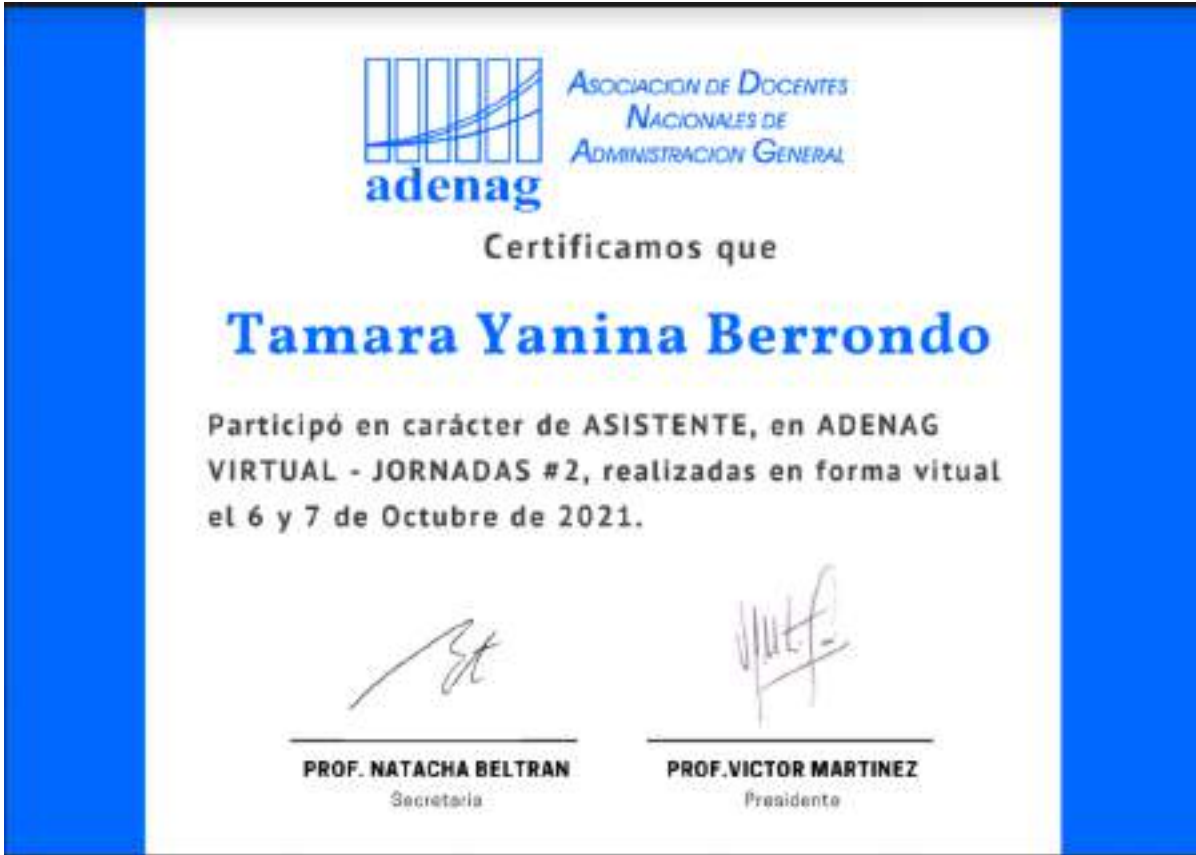 ASOCIACION DE DOCENTES
NACIONALES DE
ADMINISTRACION GENERAL
adenag
Certificamos que
Tamara Yanina Berrondo
Participó en carácter de ASISTENTE, en ADENAG
VIRTUAL - JORNADAS #2, realizadas en forma vitual
el 6 y 7 de Octubre de 2021.
PROF. NATACHA BELTRAN
Secretaria
PROF.VICTOR MARTINEZ
Presidente